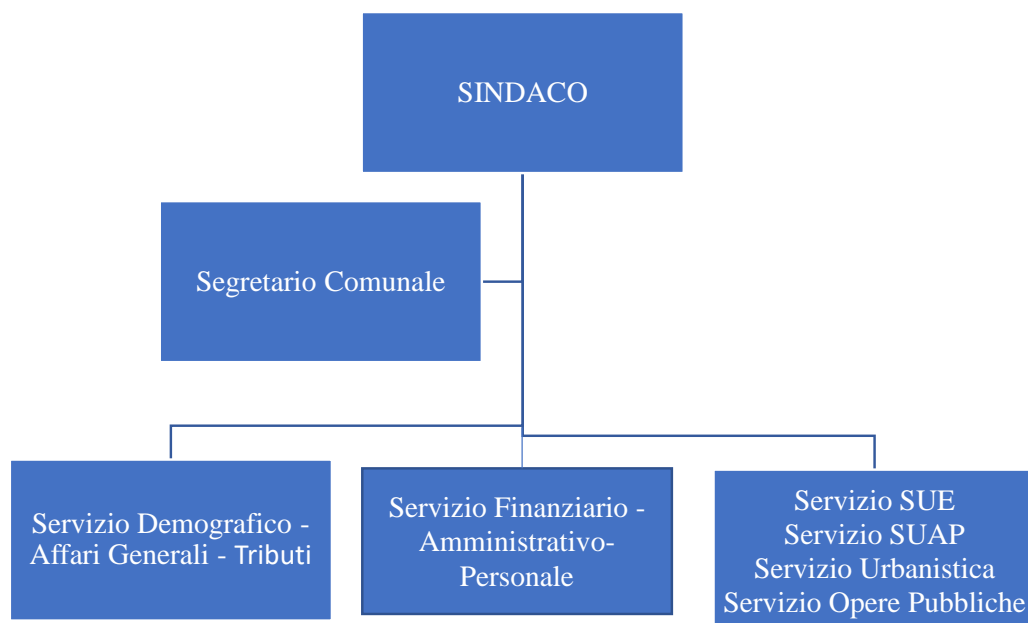 SINDACO
Segretario Comunale
Servizio Demografico -
Affari Generali - Tributi
Servizio Finanziario -
Amministrativo-
Personale
Servizio SUE
Servizio SUAP
Servizio Urbanistica
Servizio Opere Pubbliche